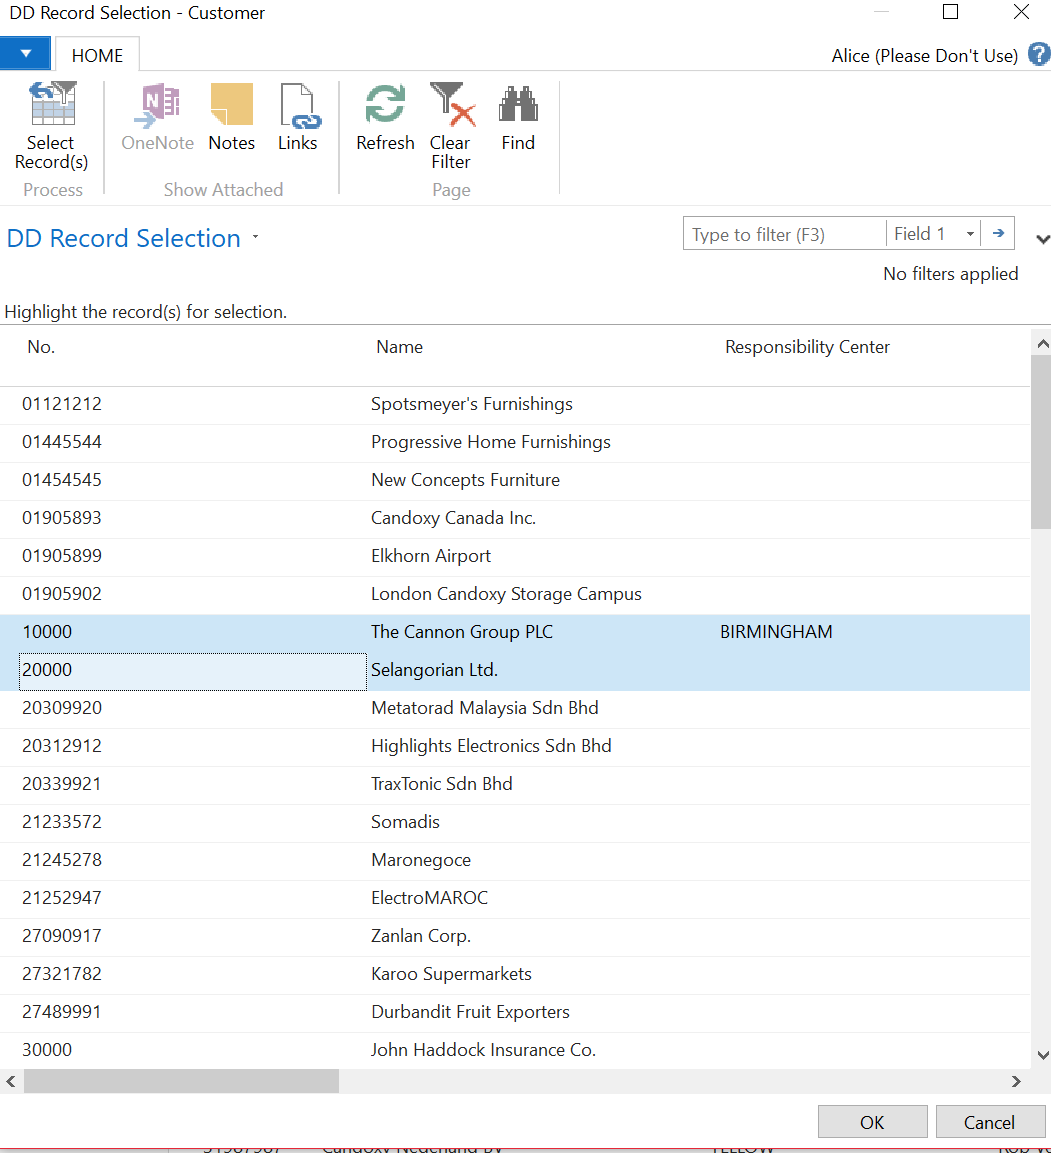 DD Record Selection - Customer
HOME
Alice (Please Don't Use)
?
Select Record(s)
OneNote
Notes
Links
Refresh
Clear Filter
Find
Process
Show Attached
Page
DD Record Selection
Type to filter (F3)
Field 1
No filters applied
Highlight the record(s) for selection.
No. Name Responsibility Center
01121212 Spotsmeyer's Furnishings
01445544 Progressive Home Furnishings
01454545 New Concepts Furniture
01905893 Candoxy Canada Inc.
01905899 Elkhorn Airport
01905902 London Candoxy Storage Campus
10000 The Cannon Group PLC BIRMINGHAM
20000 Selangorian Ltd.
20309920 Metatorad Malaysia Sdn Bhd
20312912 Highlights Electronics Sdn Bhd
20339921 TraxTonic Sdn Bhd
21233572 Somadis
21245278 Maronegoce
21252947 ElectroMAROC
27090917 Zanlan Corp.
27321782 Karoo Supermarkets
27489991 Durbandit Fruit Exporters
30000 John Haddock Insurance Co.
OK Cancel